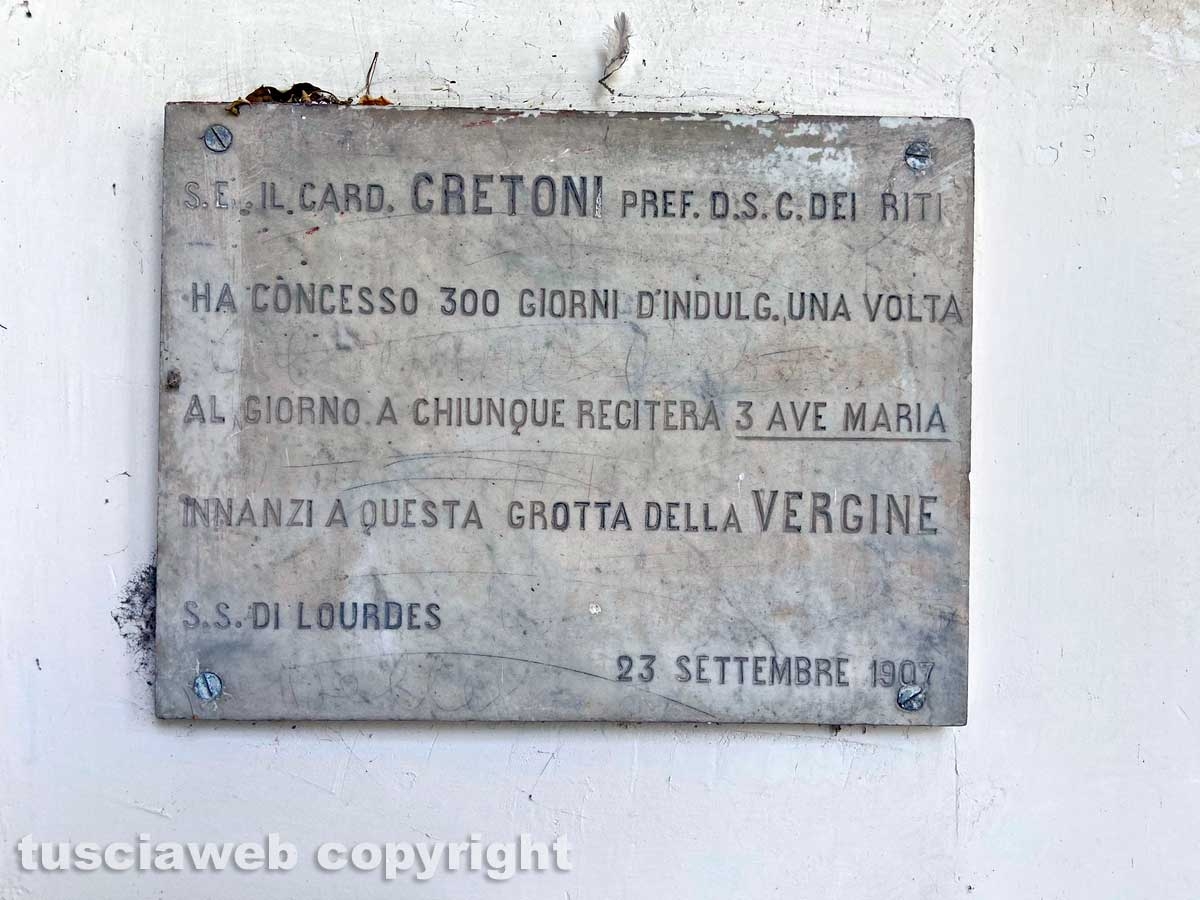 S.E. IL CARD. CRETONI PREF. D.S.C. DEI RITI
HA CONCESSO 300 GIORNI D'INDULG. UNA VOLTA
AL GIORNO A CHIUNQUE RECITERÀ 3 AVE MARIA
INNANZI A QUESTA GROTTA DELLA VERGINE
S.S. DI LOURDES
23 SETTEMBRE 1907
tusciaweb copyright